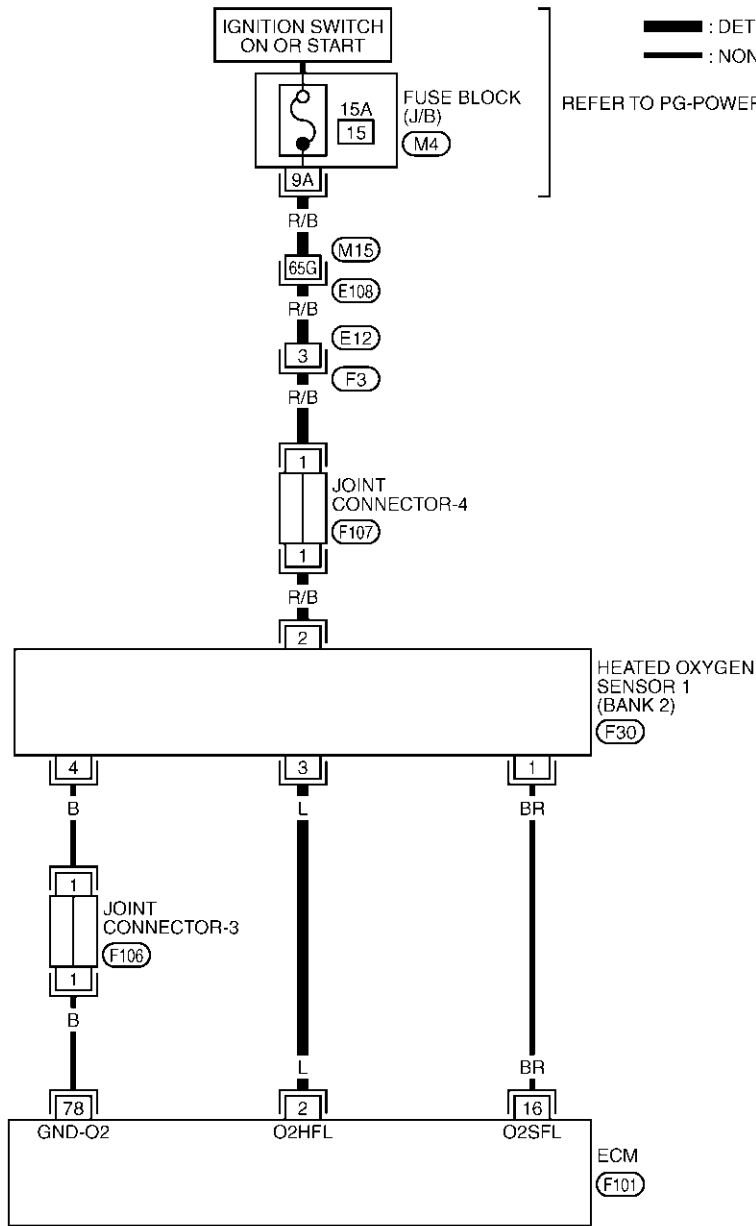 IGNITION SWITCH
ON OR START
: DET
: NON
REFER TO PG-POWER
FUSE BLOCK
(J/B)
M4
15A
15
9A
R/B
M15
65G
E108
R/B
E12
3
F3
R/B
1
JOINT
CONNECTOR-4
F107
1
R/B
2
HEATED OXYGEN
SENSOR 1
(BANK 2)
F30
4 3 1
B L BR
1
JOINT
CONNECTOR-3
F106
1
B
L BR
78 2 16
GND-O2 O2HFL O2SFL
ECM
F101